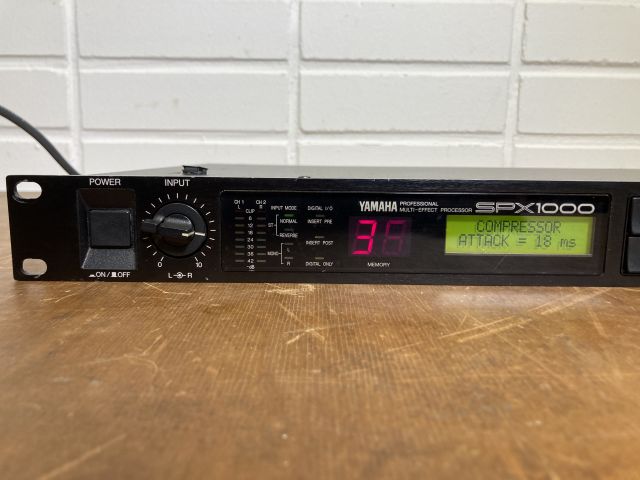 POWER
ON / OFF
INPUT
0 10
L R
CH 1 CH 2
L R
CLIP
6
12
18
24
30
36
42
-dB
INPUT MODE
ST
NORMAL
REVERSE
MONO
L
R
DIGITAL I/O
INSERT PRE
INSERT POST
DIGITAL ONLY
YAMAHA PROFESSIONAL
MULTI-EFFECT PROCESSOR SPX1000
3
MEMORY
COMPRESSOR
ATTACK = 18 ms